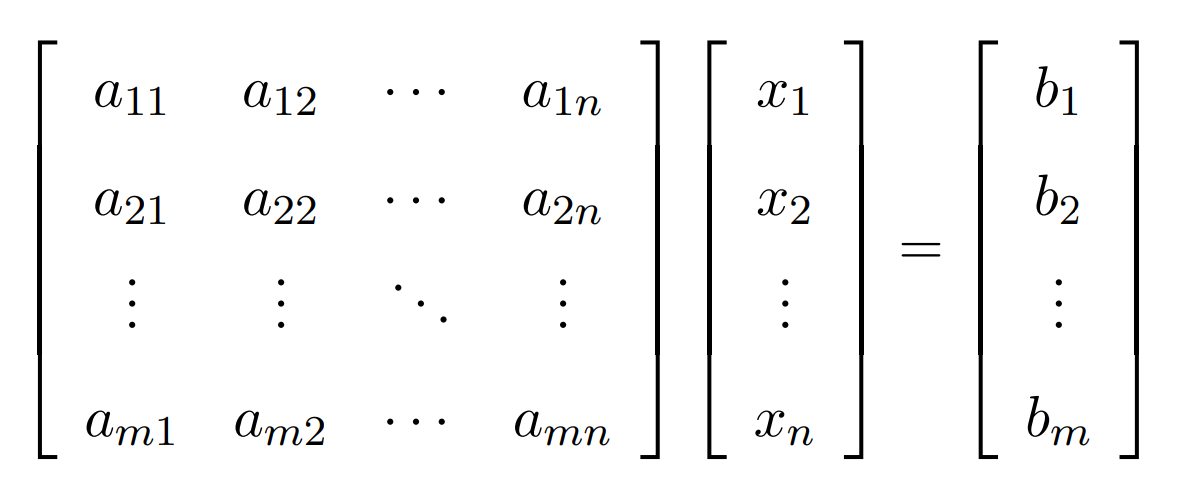 a₁₁ a₁₂ ⋯ a₁ₙ x₁ b₁
a₂₁ a₂₂ ⋯ a₂ₙ x₂ b₂
=
⋮ ⋮ ⋱ ⋮ ⋮ ⋮
aₘ₁ aₘ₂ ⋯ aₘₙ xₙ bₘ